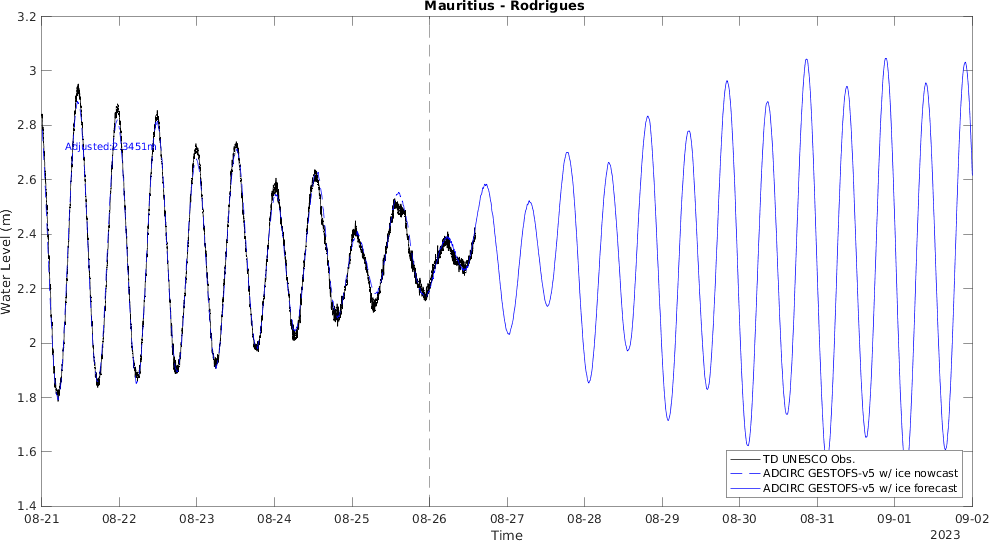 Mauritius - Rodrigues
3.2
3
2.8
2.6
2.4
2.2
2
1.8
1.6
1.4
Water Level (m)
Adjusted:2.3451m
TD UNESCO Obs.
ADCIRC GESTOFS-v5 w/ ice nowcast
ADCIRC GESTOFS-v5 w/ ice forecast
08-21 08-22 08-23 08-24 08-25 08-26 08-27 08-28 08-29 08-30 08-31 09-01 09-02
Time
2023